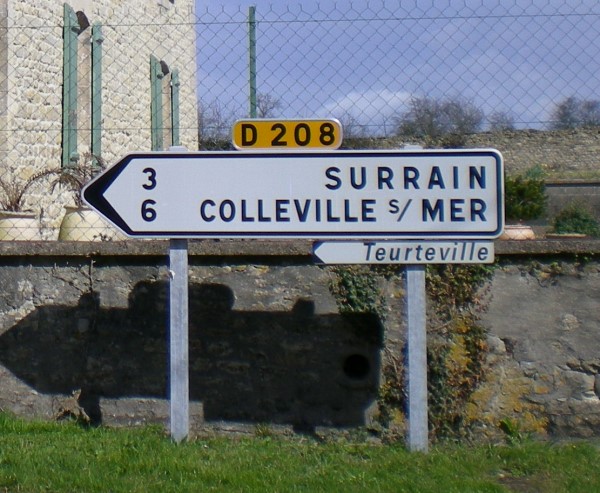 D 208
3 SURRAIN
6 COLLEVILLE s/ MER
Teurteville